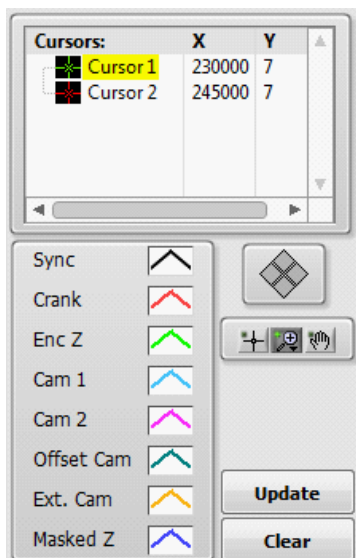 Cursors: X Y
Cursor 1 230000 7
Cursor 2 245000 7
Sync
Crank
Enc Z
Cam 1
Cam 2
Offset Cam
Ext. Cam
Masked Z
Update
Clear